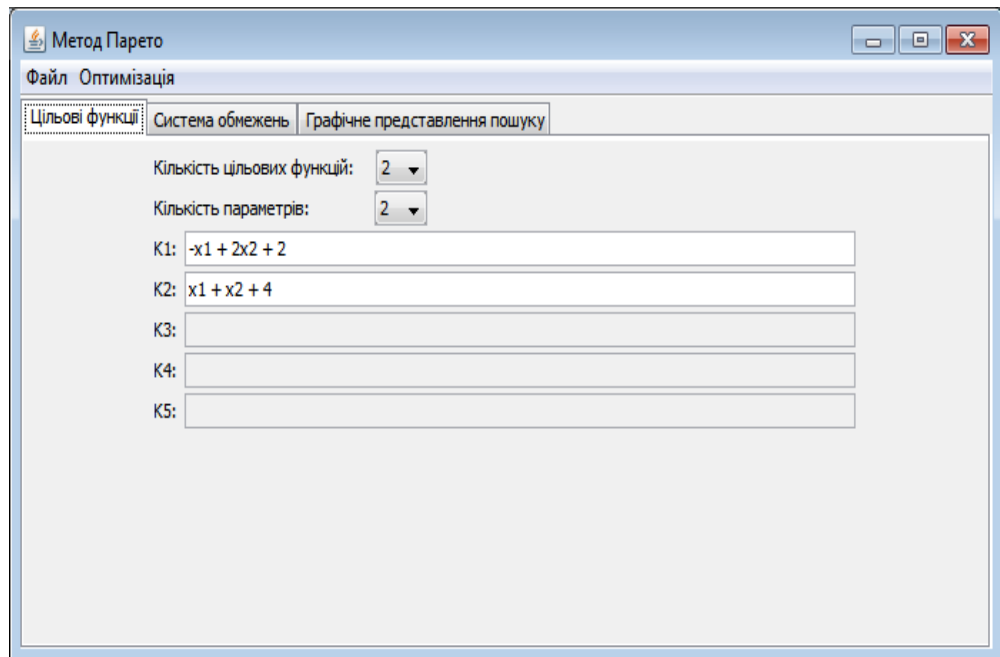 Метод Парето
Файл Оптимізація
Цільові функції Система обмежень Графічне представлення пошуку
Кількість цільових функцій: 2
Кількість параметрів: 2
K1: -x1 + 2x2 + 2
K2: x1 + x2 + 4
K3:
K4:
K5: